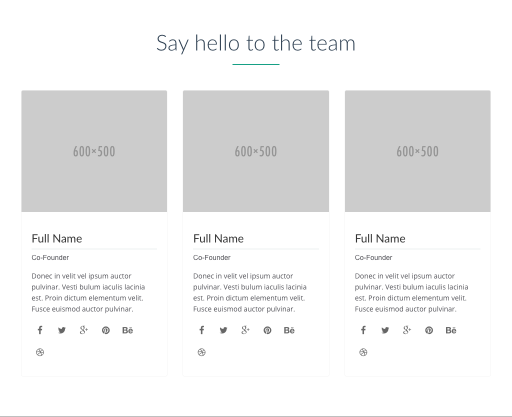 Say hello to the team
600×500
600×500
600×500
Full Name
Co-Founder
Donec in velit vel ipsum auctor
pulvinar. Vesti bulum iaculis lacinia
est. Proin dictum elementum velit.
Fusce euismod auctor pulvinar.
Bē
Full Name
Co-Founder
Donec in velit vel ipsum auctor
pulvinar. Vesti bulum iaculis lacinia
est. Proin dictum elementum velit.
Fusce euismod auctor pulvinar.
Bē
Full Name
Co-Founder
Donec in velit vel ipsum auctor
pulvinar. Vesti bulum iaculis lacinia
est. Proin dictum elementum velit.
Fusce euismod auctor pulvinar.
Bē